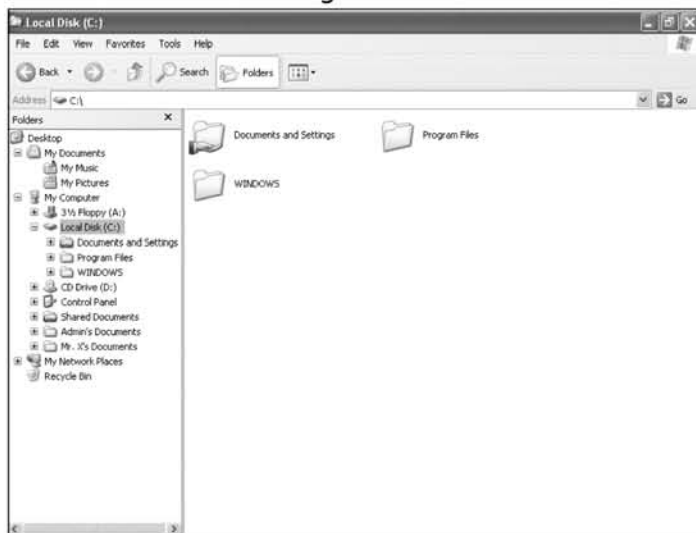 Local Disk (C:)
File Edit View Favorites Tools Help
Back Search Folders
Address C:\ Go
Folders X
Desktop
My Documents
My Music
My Pictures
My Computer
3½ Floppy (A:)
Local Disk (C:)
Documents and Settings
Program Files
WINDOWS
CD Drive (D:)
Control Panel
Shared Documents
Admin's Documents
Mr. X's Documents
My Network Places
Recycle Bin
Documents and Settings Program Files
WINDOWS